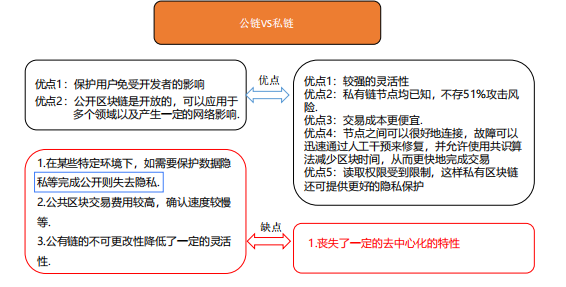 公链VS私链
优点1：保护用户免受开发者的影响
优点2：公开区块链是开放的，可以应用于
多个领域以及产生一定的网络影响.
优点
优点1：较强的灵活性
优点2：私有链节点均已知，不存51%攻击风
险.
优点3：交易成本更便宜.
优点4：节点之间可以很好地连接，故障可以
迅速通过人工干预来修复，并允许使用共识算
法减少区块时间，从而更快地完成交易
优点5：读取权限受到限制，这样私有区块链
还可提供更好的隐私保护
1.在某些特定环境下，如需要保护数据隐
私等完成公开则失去隐私.
2.公共区块交易费用较高，确认速度较慢
等.
3.公有链的不可更改性降低了一定的灵活
性.
缺点
1.丧失了一定的去中心化的特性